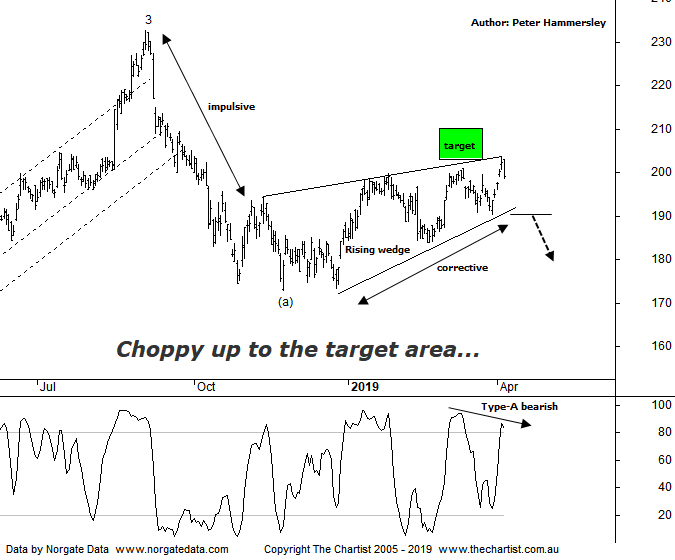 240
Author: Peter Hammersley
3
230
impulsive
220
210
target
200
190
Rising wedge
corrective
180
(a)
170
Choppy up to the target area...
160
Jul
Oct
2019
Apr
100
Type-A bearish
80
60
40
20
Data by Norgate Data www.norgatedata.com Copyright The Chartist 2005 - 2019 www.thechartist.com.au